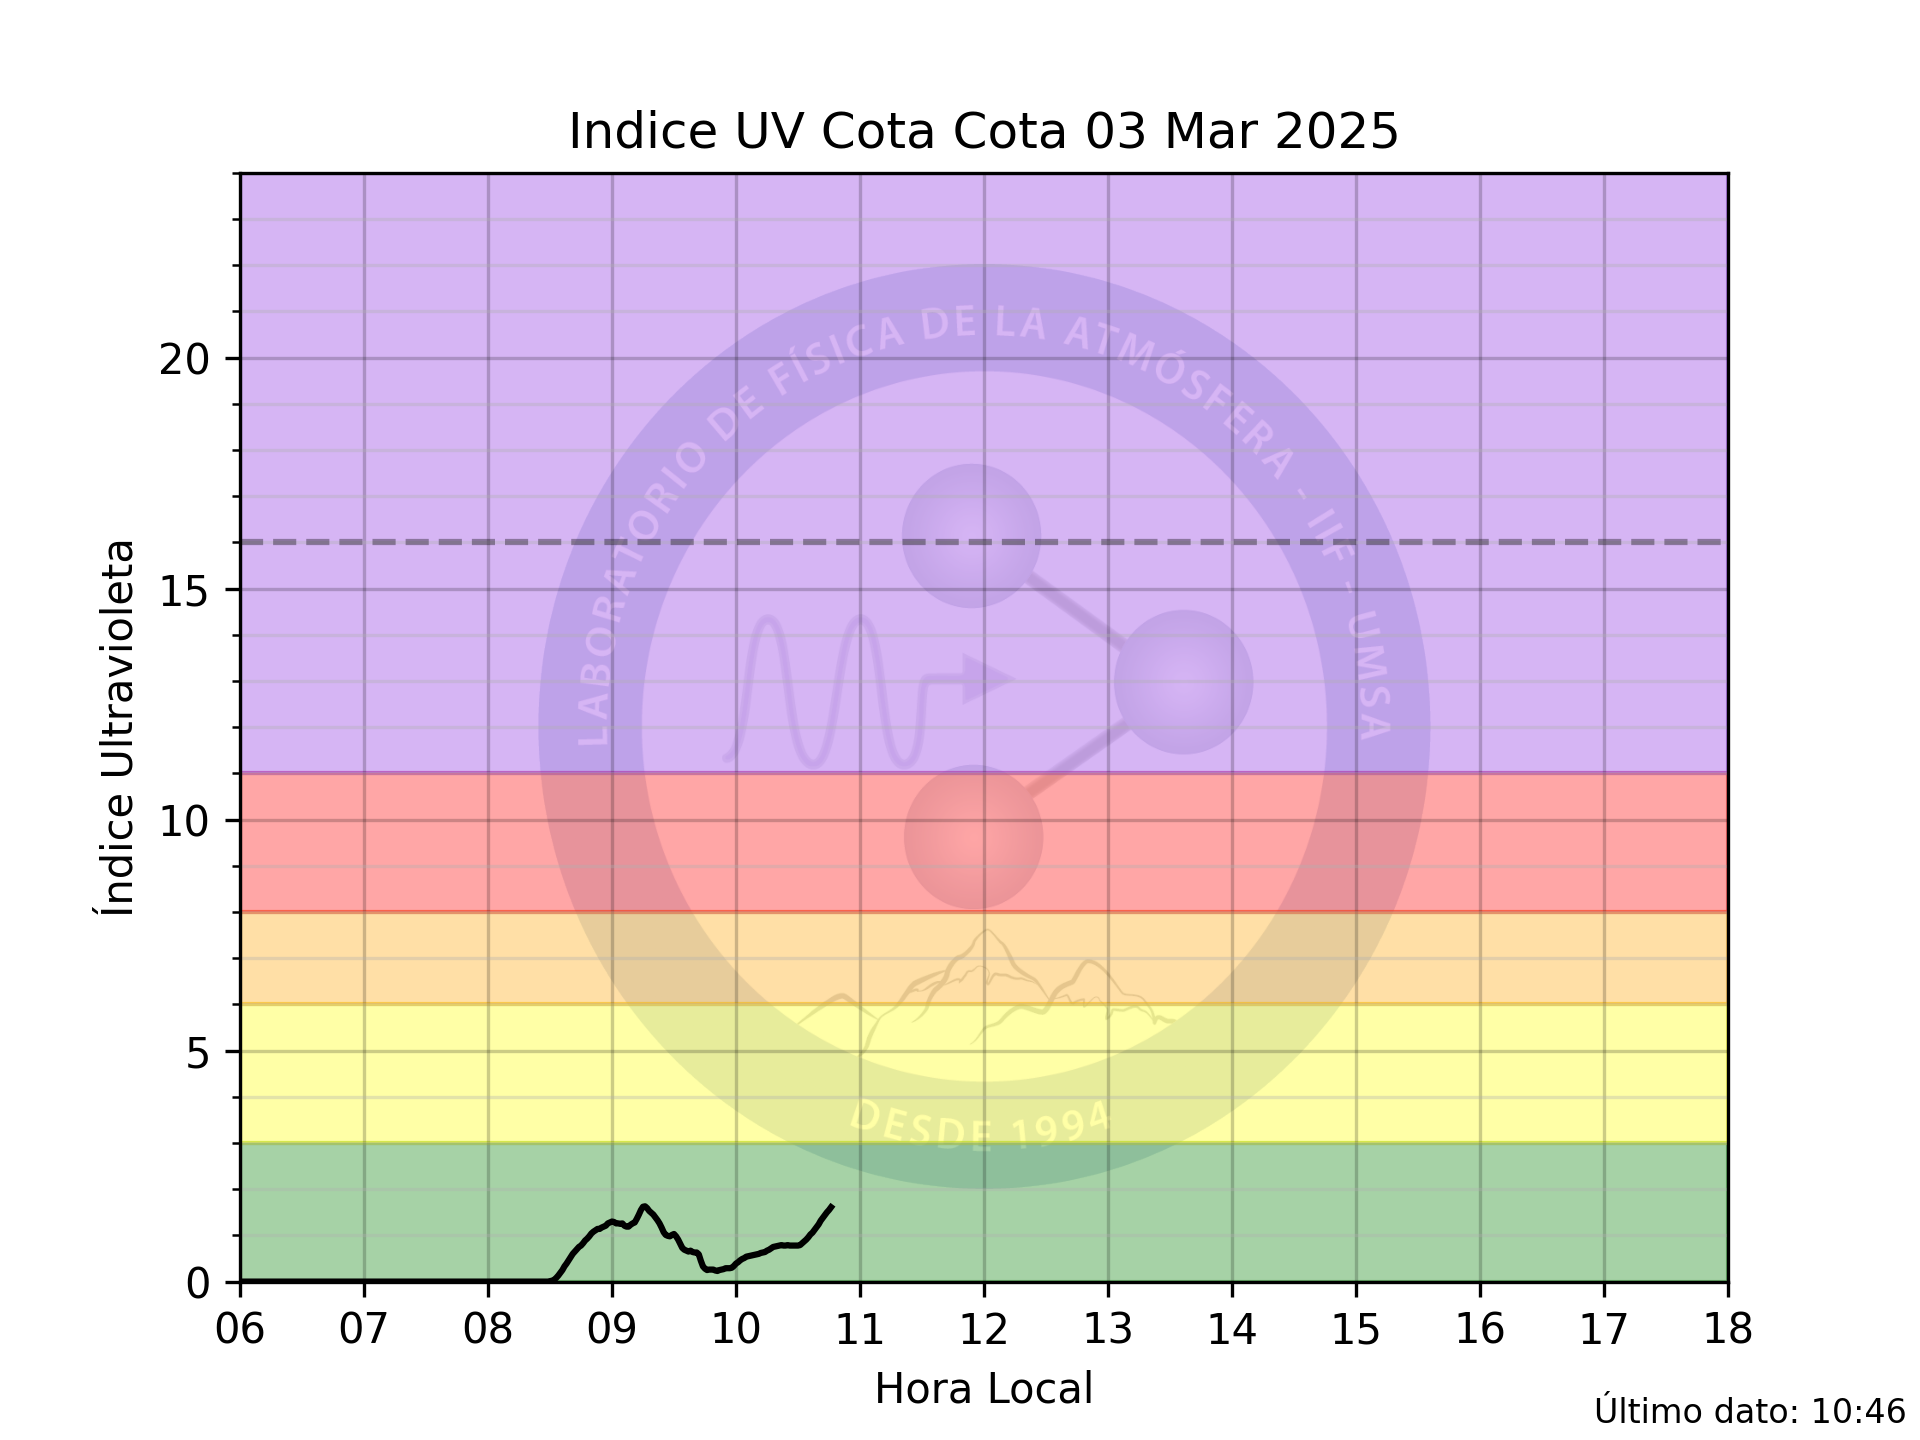 Indice UV Cota Cota 03 Mar 2025
Índice Ultravioleta
20
15
10
5
0
LABORATORIO DE FÍSICA DE LA ATMÓSFERA - IIF - UMSA
DESDE 1994
06 07 08 09 10 11 12 13 14 15 16 17 18
Hora Local
Último dato: 10:46